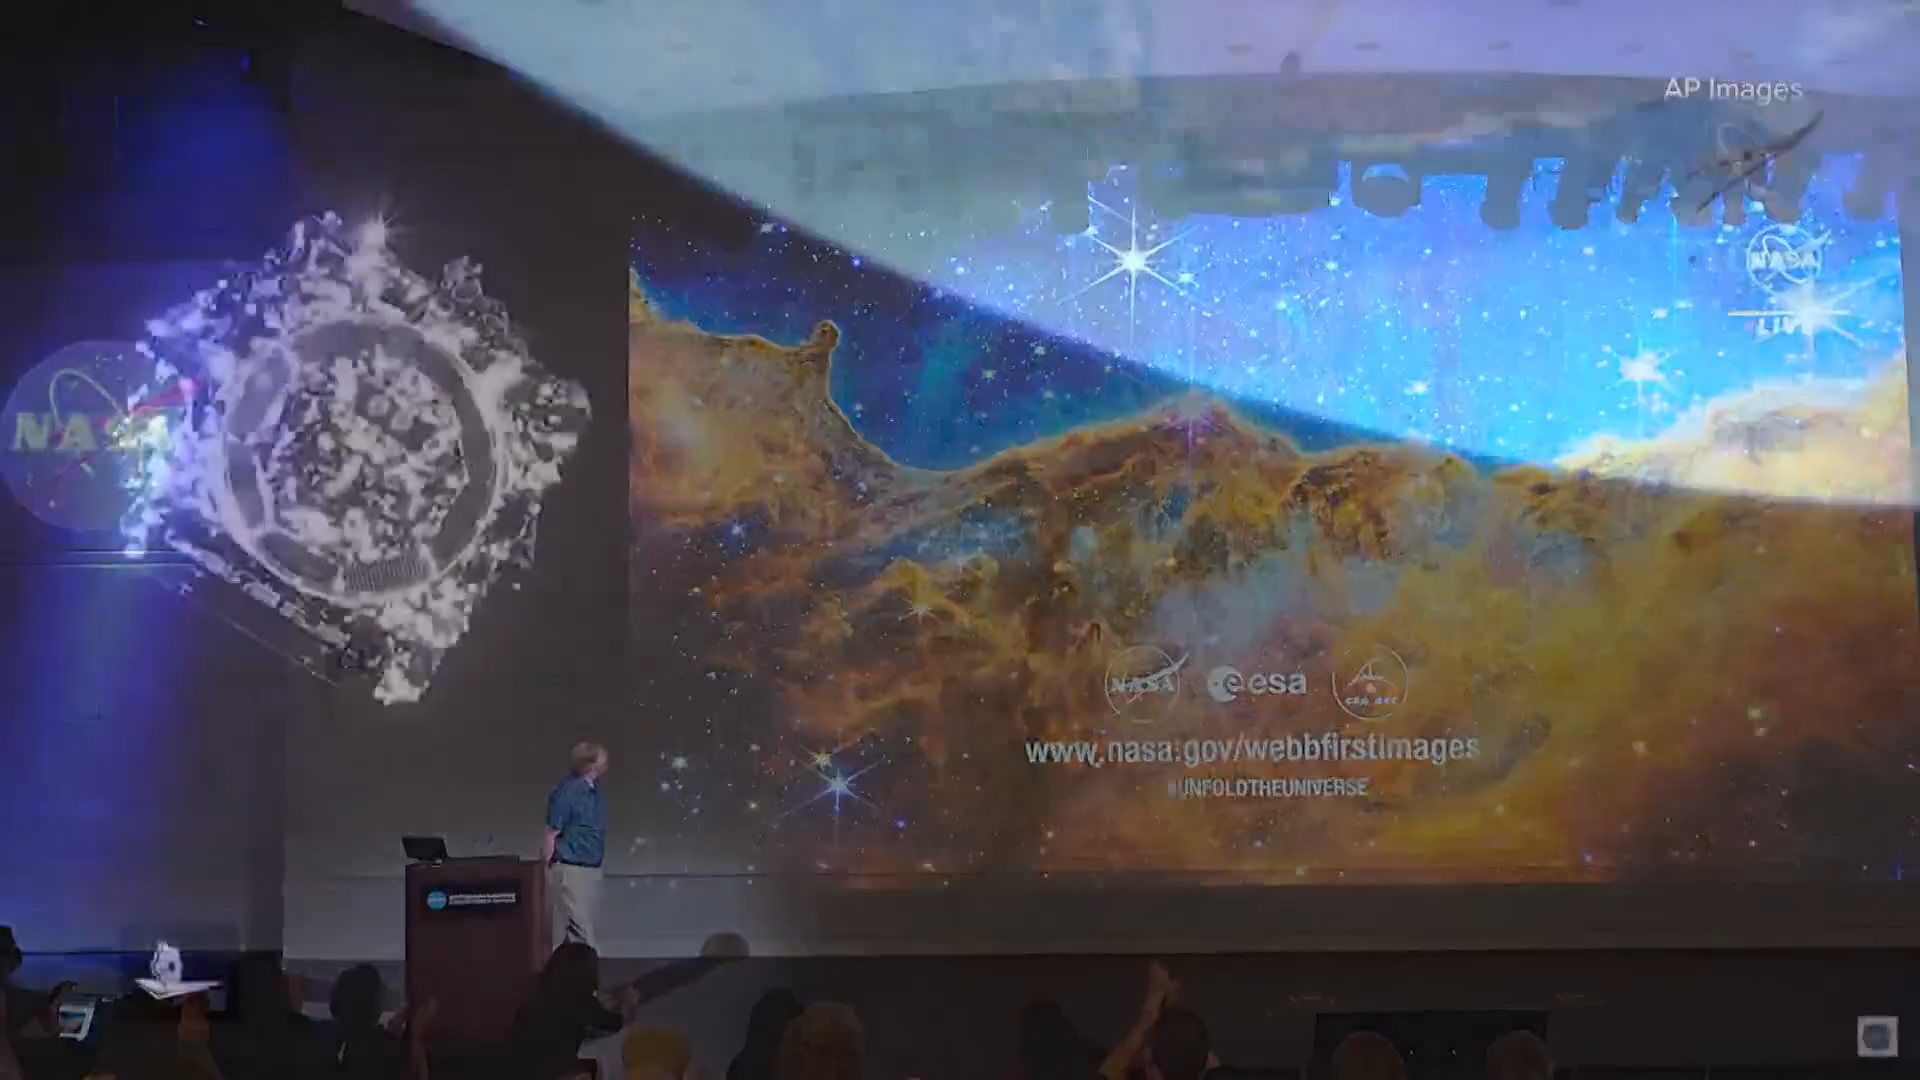 AP Images
NASA
LIVE
NASA
NASA esa
www.nasa.gov/webbfirstimages
#UNFOLDTHEUNIVERSE